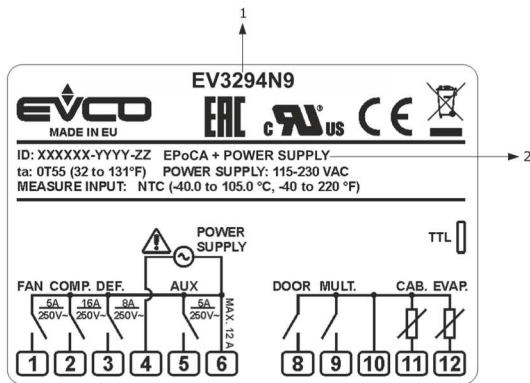 1
EV3294N9
EVCO
MADE IN EU
EAC
c RU® us
CE
ID: XXXXXX-YYYY-ZZ EPoCA + POWER SUPPLY
2
ta: 0T55 (32 to 131°F) POWER SUPPLY: 115-230 VAC
MEASURE INPUT: NTC (-40.0 to 105.0 °C, -40 to 220 °F)
POWER
SUPPLY
TTL
FAN COMP. DEF. AUX DOOR MULT. CAB. EVAP.
5A 16A 8A 5A
250V~ 250V~ 250V~ 250V~
MAX. 12 A
1 2 3 4 5 6 8 9 10 11 12